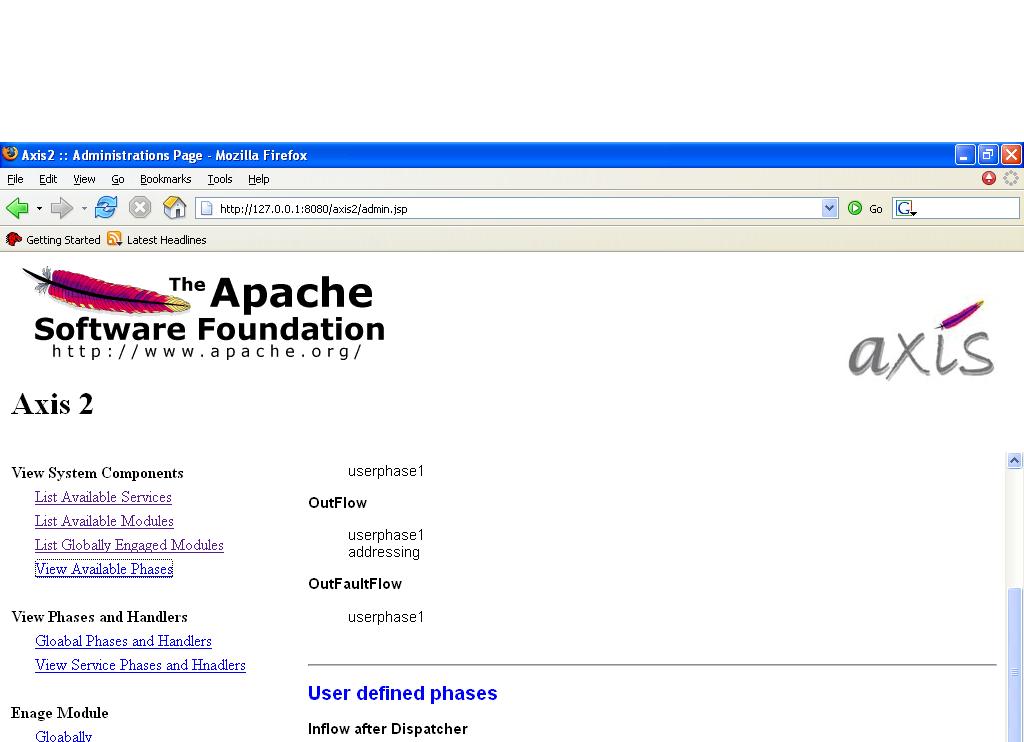 Axis2 :: Administrations Page - Mozilla Firefox
File Edit View Go Bookmarks Tools Help
http://127.0.0.1:8080/axis2/admin.jsp Go G
Getting Started Latest Headlines
The Apache
Software Foundation
http://www.apache.org/
axis
Axis 2
View System Components
List Available Services
List Available Modules
List Globally Engaged Modules
View Available Phases
View Phases and Handlers
Gloabal Phases and Handlers
View Service Phases and Hnadlers
Enage Module
Gloabally
userphase1
OutFlow
userphase1
addressing
OutFaultFlow
userphase1
User defined phases
Inflow after Dispatcher